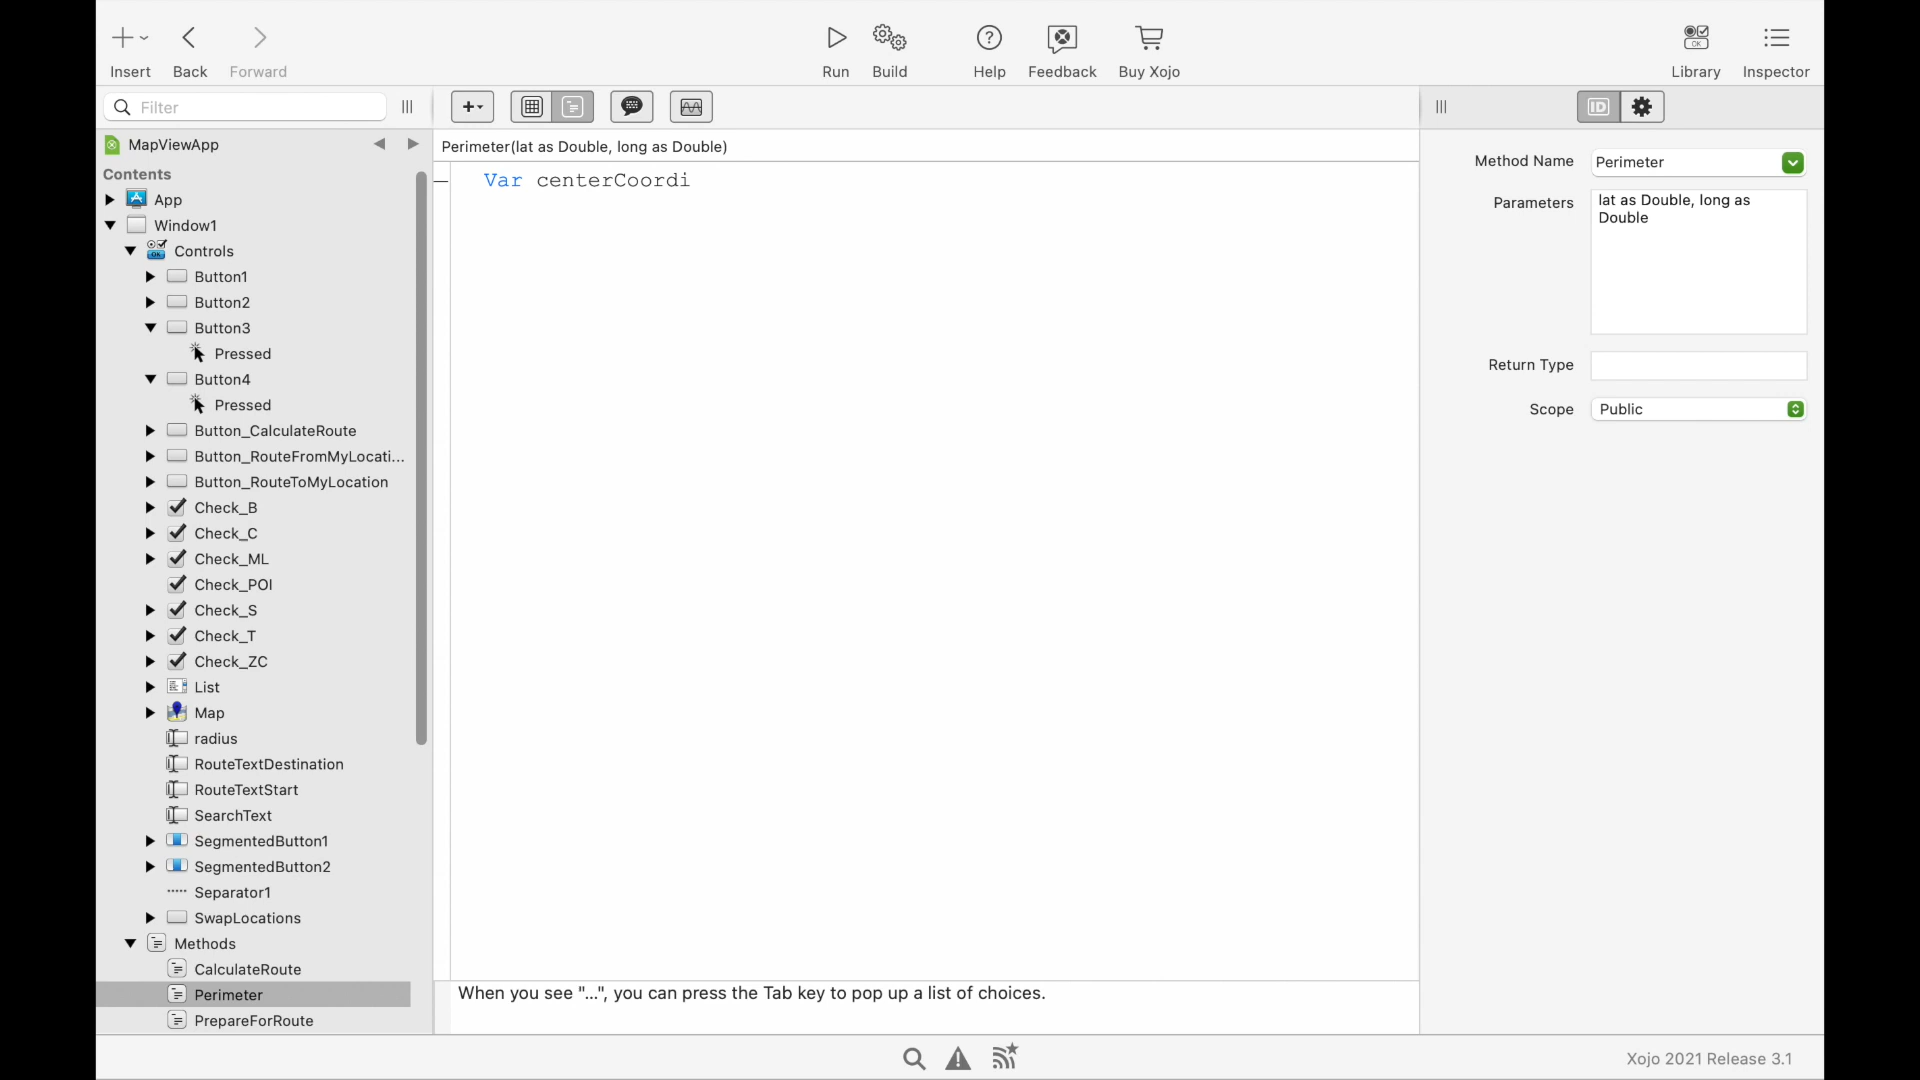 Insert Back Forward Run Build Help Feedback Buy Xojo Library Inspector
Filter
ID
MapViewApp
Perimeter(lat as Double, long as Double)
Var centerCoordi
Contents
App
Window1
Controls
Button1
Button2
Button3
Pressed
Button4
Pressed
Button_CalculateRoute
Button_RouteFromMyLocati...
Button_RouteToMyLocation
Check_B
Check_C
Check_ML
Check_POI
Check_S
Check_T
Check_ZC
List
Map
radius
RouteTextDestination
RouteTextStart
SearchText
SegmentedButton1
SegmentedButton2
Separator1
SwapLocations
Methods
CalculateRoute
Perimeter
PrepareForRoute
Method Name Perimeter
Parameters lat as Double, long as
Double
Return Type
Scope Public
When you see "...", you can press the Tab key to pop up a list of choices.
Xojo 2021 Release 3.1